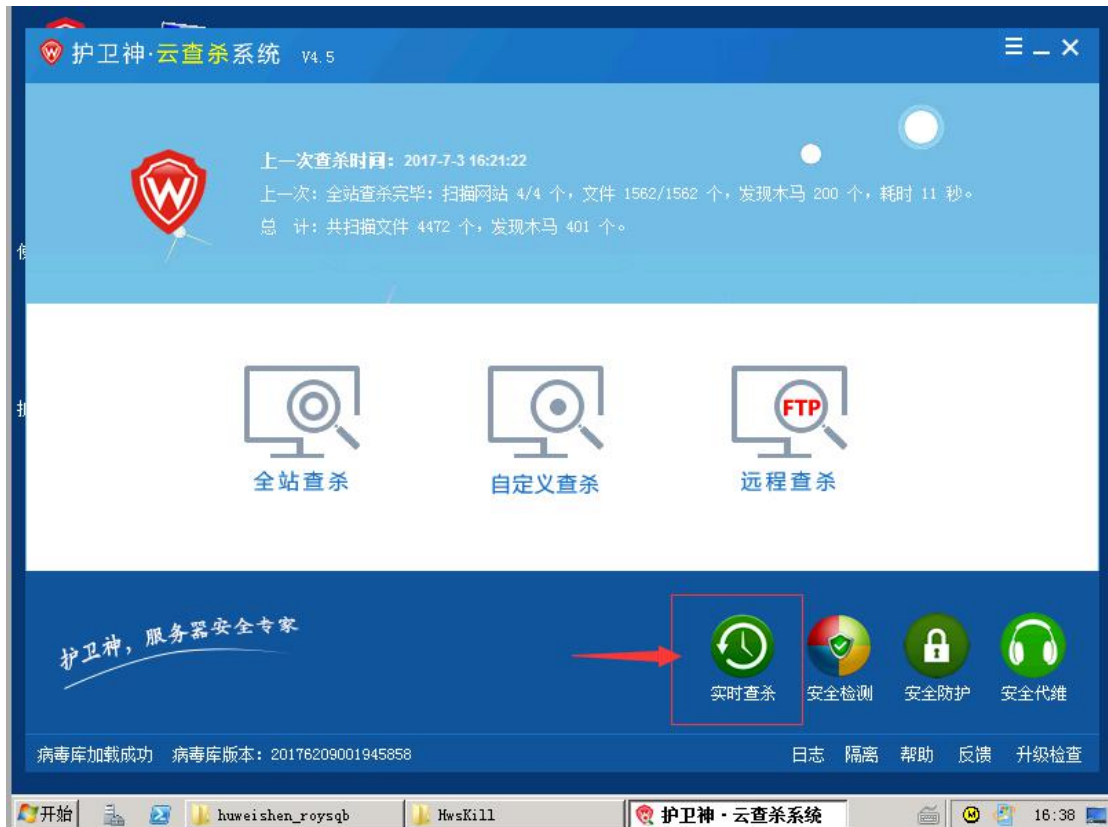 护卫神·云查杀系统 V4.5
上一次查杀时间：2017-7-3 16:21:22
上一次：全站查杀完毕：扫描网站 4/4 个，文件 1562/1562 个，发现木马 200 个，耗时 11 秒。
总 计：共扫描文件 4472 个，发现木马 401 个。
W
FTP
全站查杀 自定义查杀 远程查杀
护卫神，服务器安全专家
实时查杀 安全检测 安全防护 安全代维
病毒库加载成功 病毒库版本：20176209001945858 日志 隔离 帮助 反馈 升级检查
开始 huweishen_roysqb HwsKill 护卫神·云查杀系统 16:38